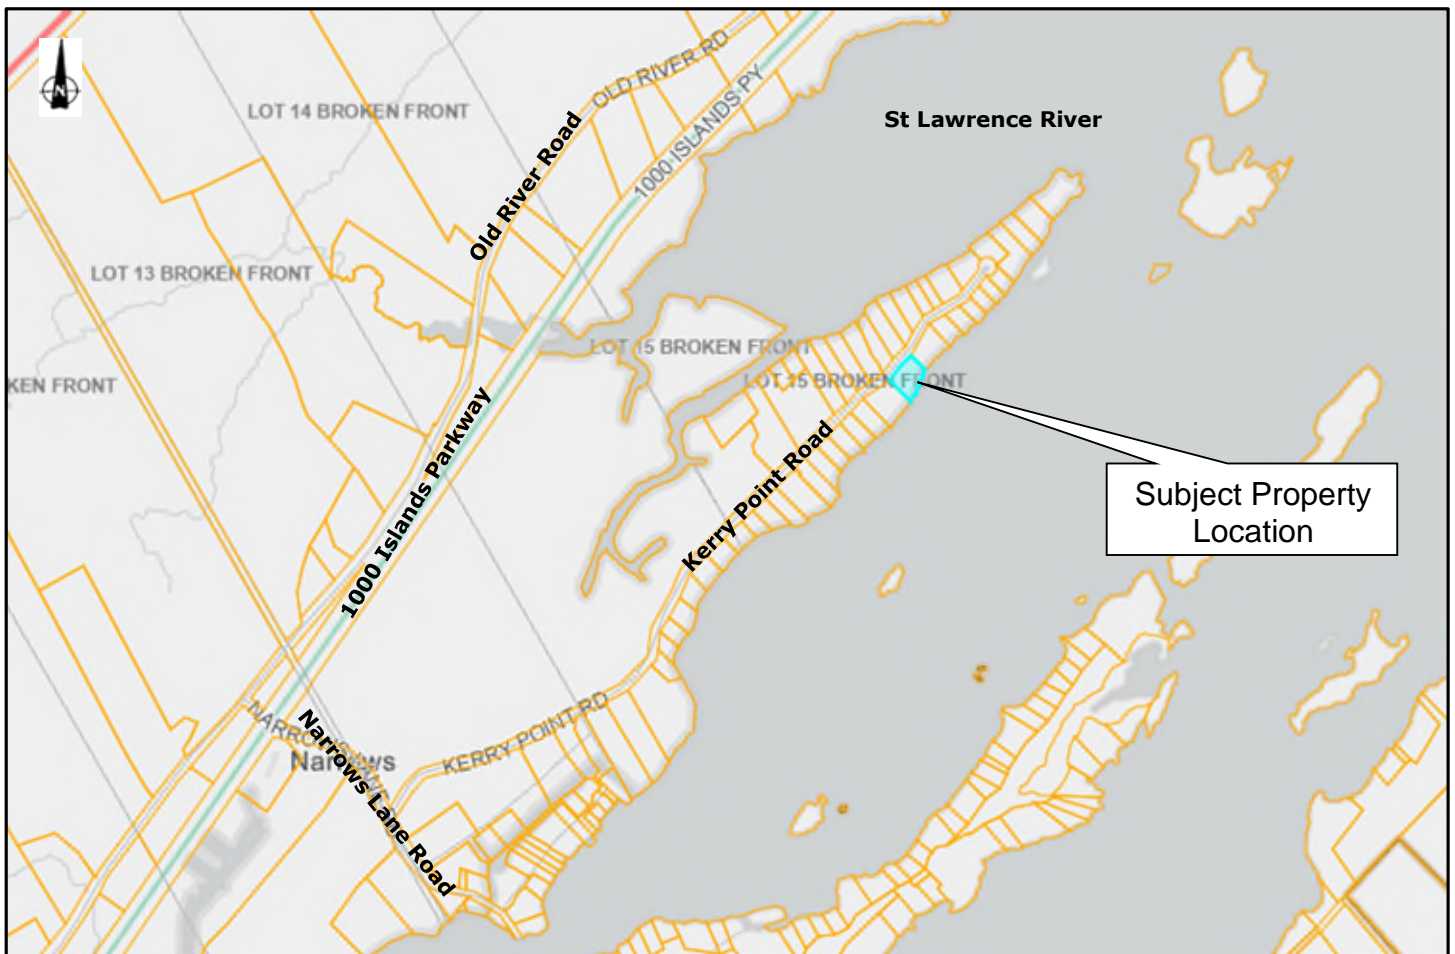 N
OLD RIVER RD
LOT 14 BROKEN FRONT
1000 ISLANDS PY
St Lawrence River
Old River Road
LOT 13 BROKEN FRONT
LOT 15 BROKEN FRONT
KEN FRONT
LOT 15 BROKEN FRONT
1000 Islands Parkway
Kerry Point Road
Subject Property
Location
KERRY POINT RD
Narrows
Narrows Lane Road